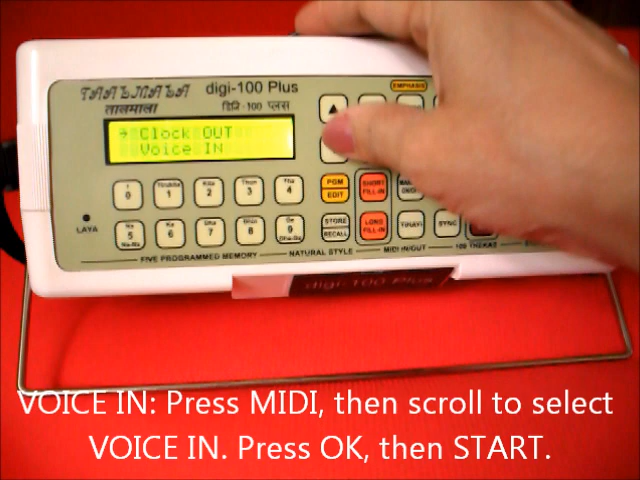 TAALMALA digi-100 Plus
तालमाला डिजि-100 प्लस
EMPHASIS
→ Clock OUT
Voice IN
0 1 2 3 4
PGM
EDIT
SHORT
FILL-IN
LAYA
5 6 7 8 9
STORE
RECALL
LONG
FILL-IN
TIHAYI
SYNC
FIVE PROGRAMMED MEMORY NATURAL STYLE MIDI IN/OUT 100 THEKAS
digi-100 Plus
VOICE IN: Press MIDI, then scroll to select
VOICE IN. Press OK, then START.